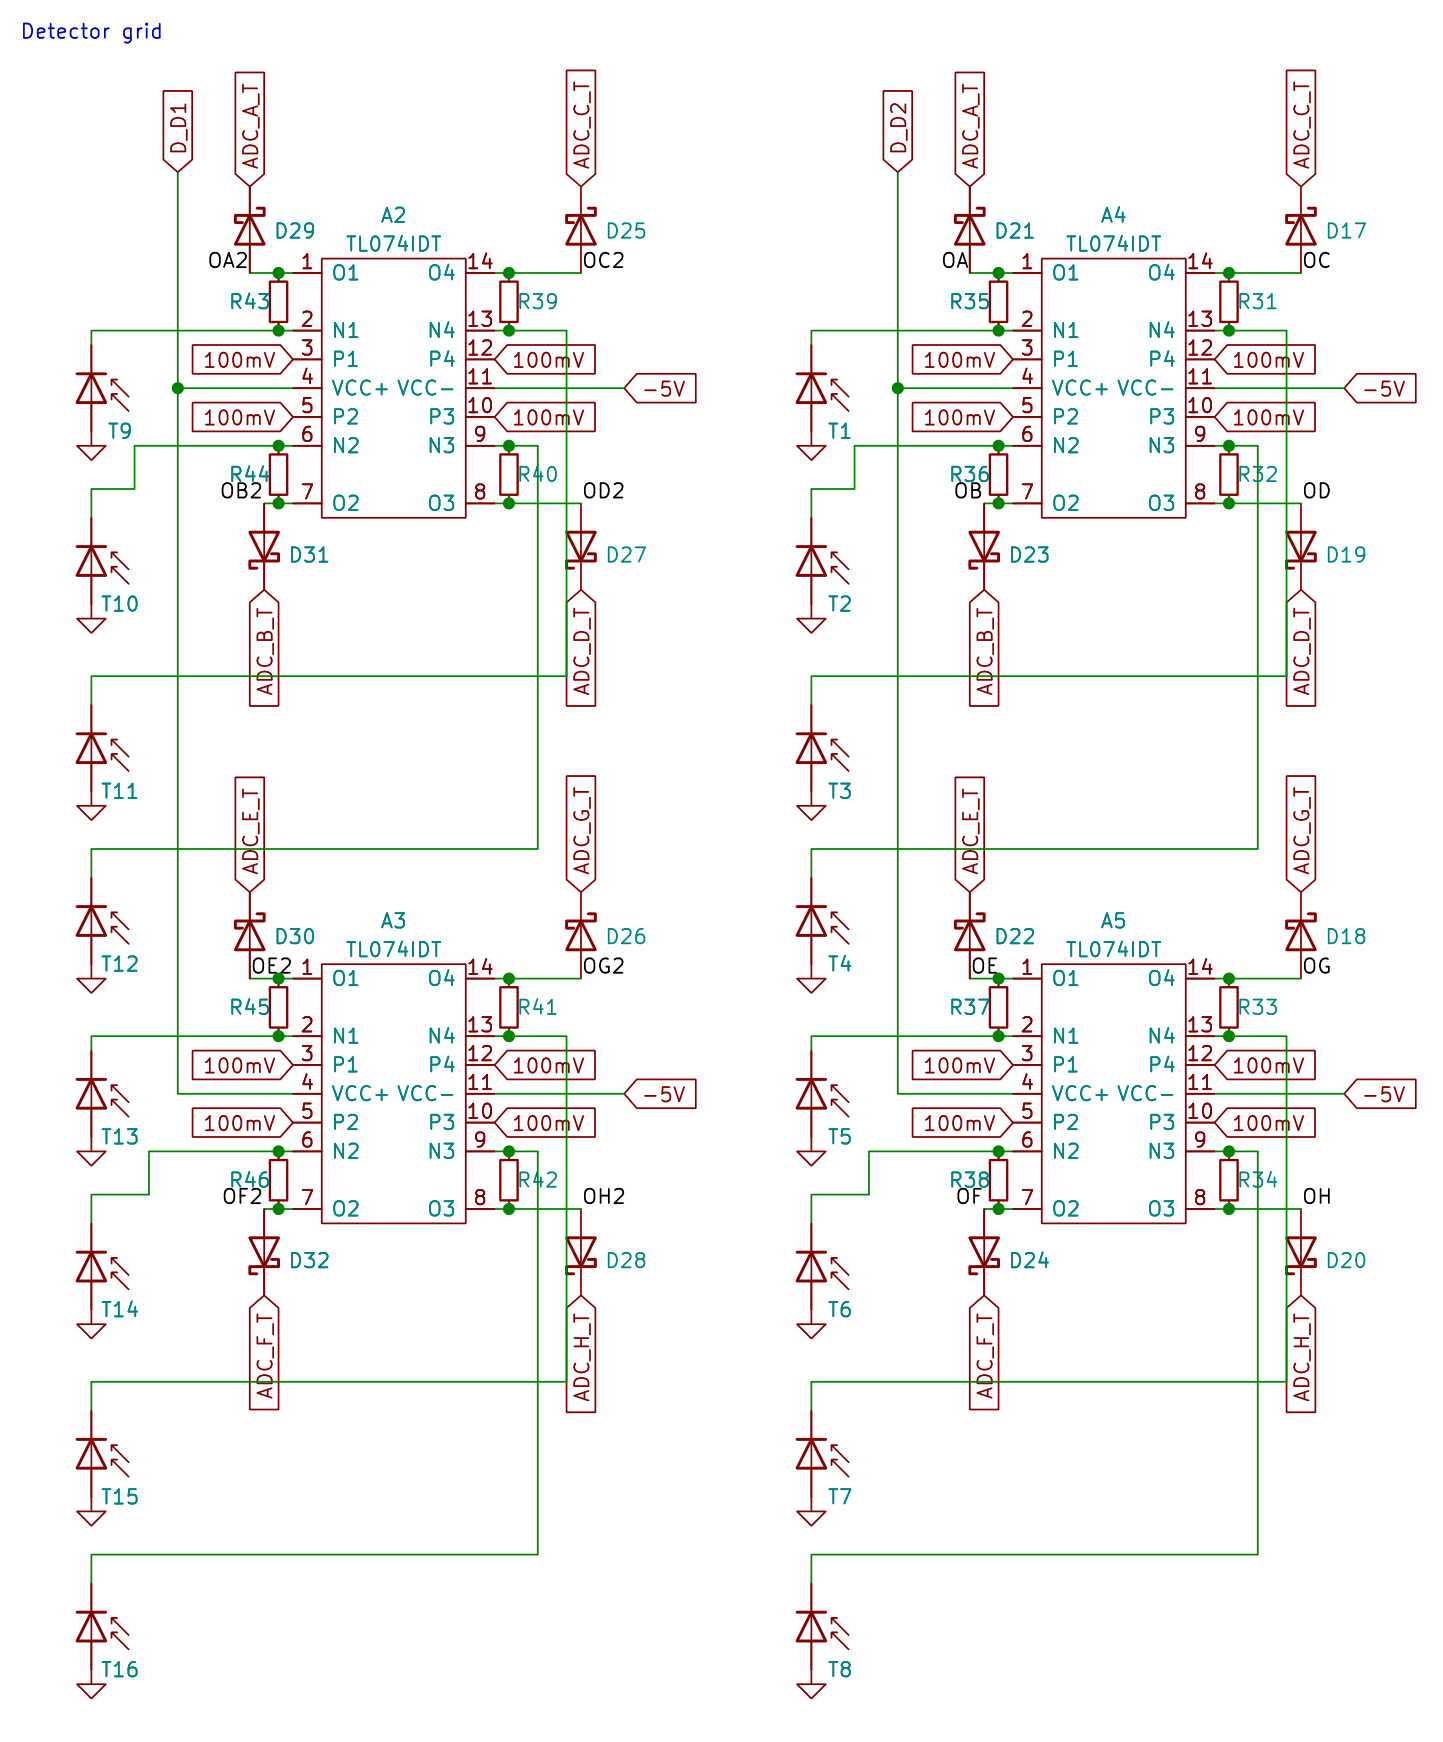 Detector grid
D_D1
ADC_A_T
ADC_C_T
D29
A2
TL074IDT
D25
OA2
OC2
1 O1 O4 14
R43
R39
2 N1 N4 13
100mV 3 P1 P4 12 100mV
4 VCC+ VCC- 11 -5V
100mV 5 P2 P3 10 100mV
T9
6 N2 N3 9
R44
R40
OB2
OD2
7 O2 O3 8
D31
D27
T10
ADC_B_T
ADC_D_T
T11
ADC_E_T
ADC_G_T
D30
A3
TL074IDT
D26
T12
OE2
OG2
1 O1 O4 14
R45
R41
2 N1 N4 13
100mV 3 P1 P4 12 100mV
4 VCC+ VCC- 11 -5V
100mV 5 P2 P3 10 100mV
T13
6 N2 N3 9
R46
R42
OF2
OH2
7 O2 O3 8
D32
D28
T14
ADC_F_T
ADC_H_T
T15
T16
D_D2
ADC_A_T
ADC_C_T
D21
A4
TL074IDT
D17
OA
OC
1 O1 O4 14
R35
R31
2 N1 N4 13
100mV 3 P1 P4 12 100mV
4 VCC+ VCC- 11 -5V
100mV 5 P2 P3 10 100mV
T1
6 N2 N3 9
R36
R32
OB
OD
7 O2 O3 8
D23
D19
T2
ADC_B_T
ADC_D_T
T3
ADC_E_T
ADC_G_T
D22
A5
TL074IDT
D18
T4
OE
OG
1 O1 O4 14
R37
R33
2 N1 N4 13
100mV 3 P1 P4 12 100mV
4 VCC+ VCC- 11 -5V
100mV 5 P2 P3 10 100mV
T5
6 N2 N3 9
R38
R34
OF
OH
7 O2 O3 8
D24
D20
T6
ADC_F_T
ADC_H_T
T7
T8